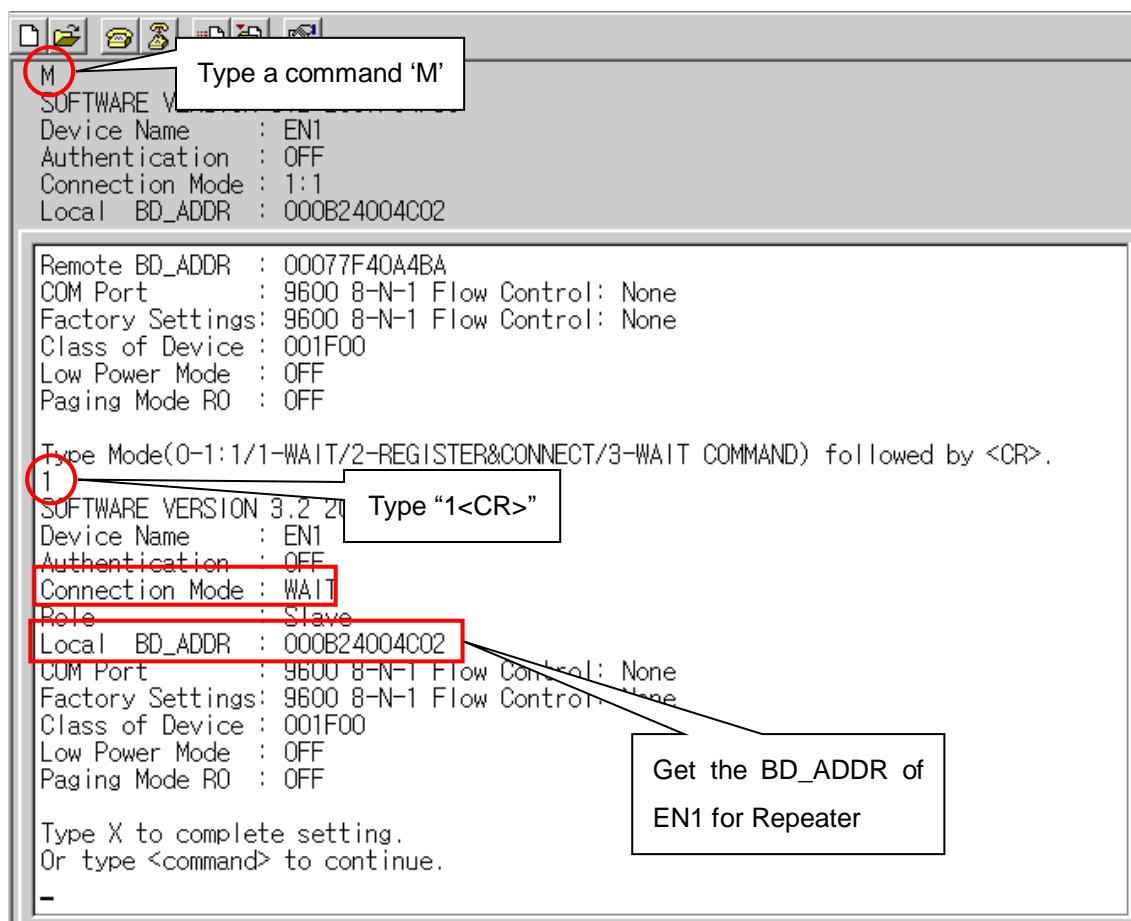 M
Type a command ‘M’
SOFTWARE
Device Name : EN1
Authentication : OFF
Connection Mode : 1:1
Local BD_ADDR : 000B24004C02
Remote BD_ADDR : 00077F40A4BA
COM Port : 9600 8-N-1 Flow Control: None
Factory Settings: 9600 8-N-1 Flow Control: None
Class of Device : 001F00
Low Power Mode : OFF
Paging Mode R0 : OFF
Type Mode(0-1:1/1-WAIT/2-REGISTER&CONNECT/3-WAIT COMMAND) followed by <CR>.
1
Type “1<CR>”
SOFTWARE VERSION 3.2
Device Name : EN1
Authentication : OFF
Connection Mode : WAIT
Role : Slave
Local BD_ADDR : 000B24004C02
COM Port : 9600 8-N-1 Flow Control: None
Factory Settings: 9600 8-N-1 Flow Control: None
Class of Device : 001F00
Low Power Mode : OFF
Paging Mode R0 : OFF
Get the BD_ADDR of
EN1 for Repeater
Type X to complete setting.
Or type <command> to continue.